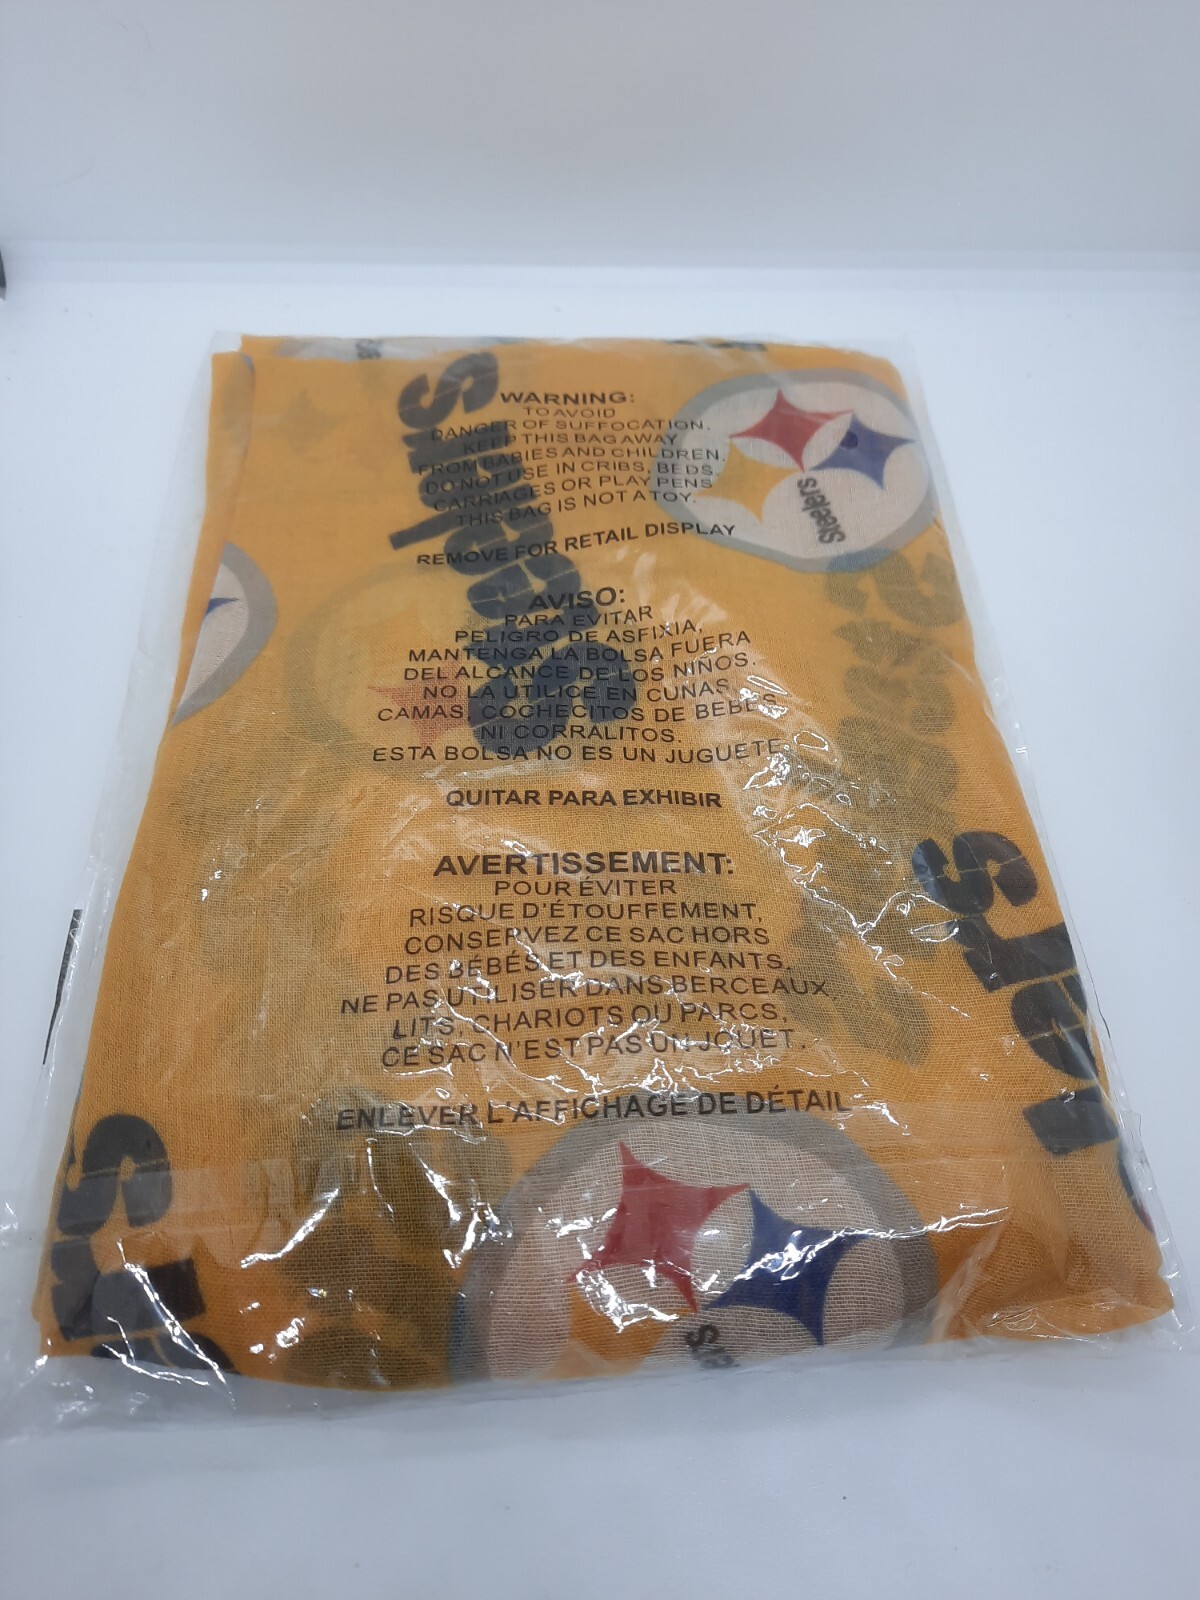 WARNING:
TO AVOID
DANGER OF SUFFOCATION.
KEEP THIS BAG AWAY
FROM BABIES AND CHILDREN.
DO NOT USE IN CRIBS, BEDS.
CARRIAGES OR PLAY PENS
THIS BAG IS NOT A TOY.
REMOVE FOR RETAIL DISPLAY
AVISO:
PARA EVITAR
PELIGRO DE ASFIXIA,
MANTENGA LA BOLSA FUERA
DEL ALCANCE DE LOS NIÑOS.
NO LA UTILICE EN CUNAS,
CAMAS, COCHECITOS DE BEBÉS
NI CORRALITOS.
ESTA BOLSA NO ES UN JUGUETE.
QUITAR PARA EXHIBIR
AVERTISSEMENT:
POUR ÉVITER
RISQUE D'ÉTOUFFEMENT,
CONSERVEZ CE SAC HORS
DES BÉBÉS ET DES ENFANTS.
NE PAS UTILISER DANS BERCEAUX,
LITS, CHARIOTS OU PARCS,
CE SAC N'EST PAS UN JOUET.
ENLEVER L'AFFICHAGE DE DÉTAIL
Steelers
Steelers